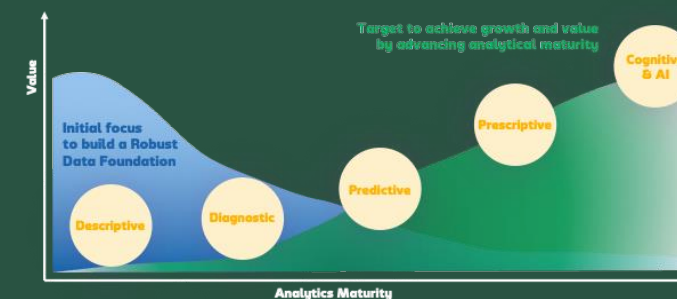 Target to achieve growth and value
by advancing analytical maturity
Value
Initial focus
to build a Robust
Data Foundation
Descriptive
Diagnostic
Predictive
Prescriptive
& AI
Analytics Maturity